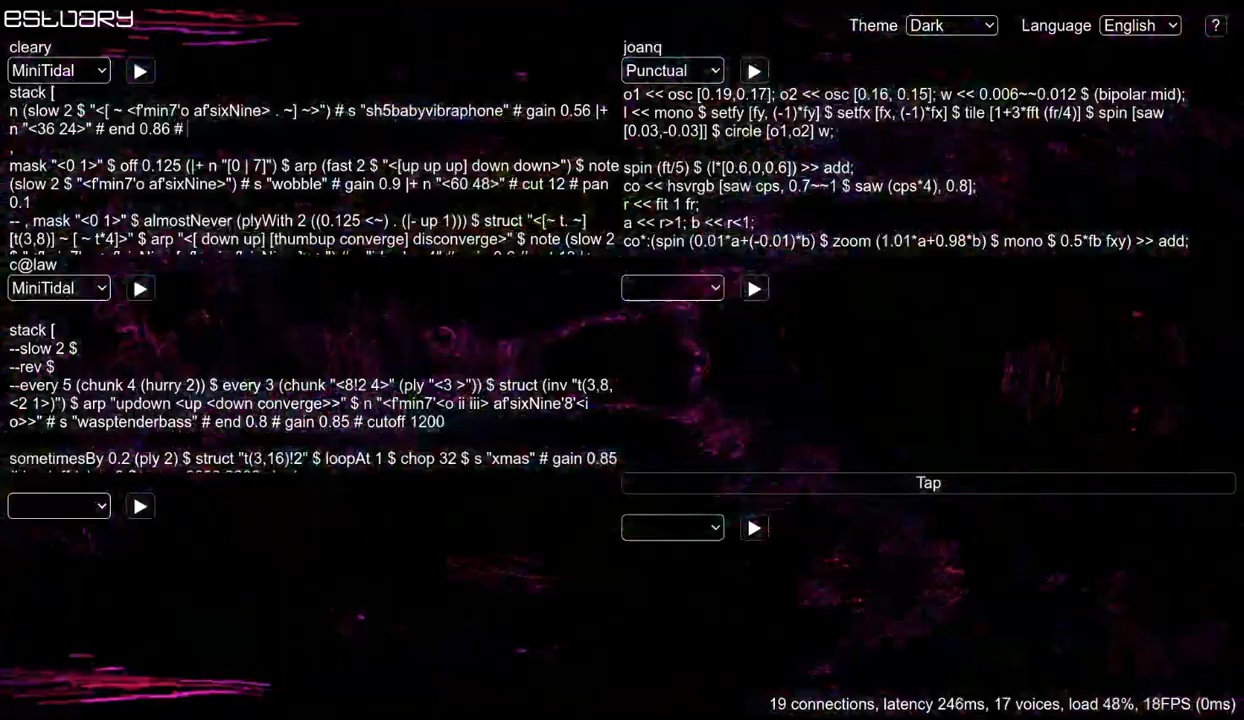 estuary
Theme Dark Language English ?
cleary
MiniTidal
stack [
n (slow 2 $ "<[ ~ <f'min7'o af'sixNine> . ~] ~>") # s "sh5babyvibraphone" # gain 0.56 |+
n "<36 24>" # end 0.86 #
,
mask "<0 1>" $ off 0.125 (|+ n "[0 | 7]") $ arp (fast 2 $ "<[up up up] down down>") $ note
(slow 2 $ "<f'min7'o af'sixNine>") # s "wobble" # gain 0.9 |+ n "<60 48>" # cut 12 # pan
0.1
-- , mask "<0 1>" $ almostNever (plyWith 2 ((0.125 <~) . (|- up 1))) $ struct "<[~ t. ~]
[t(3,8)] ~ [ ~ t*4]>" $ arp "<[ down up] [thumbup converge] disconverge>" $ note (slow 2
joanq
Punctual
o1 << osc [0.19,0.17]; o2 << osc [0.16, 0.15]; w << 0.006~~0.012 $ (bipolar mid);
l << mono $ setfy [fy, (-1)*fy] $ setfx [fx, (-1)*fx] $ tile [1+3*fft (fr/4)] $ spin [saw
[0.03,-0.03]] $ circle [o1,o2] w;
spin (ft/5) $ (l*[0.6,0,0.6]) >> add;
co << hsvrgb [saw cps, 0.7~~1 $ saw (cps*4), 0.8];
r << fit 1 fr;
a << r>1; b << r<1;
co*:(spin (0.01*a+(-0.01)*b) $ zoom (1.01*a+0.98*b) $ mono $ 0.5*fb fxy) >> add;
c@law
MiniTidal
stack [
--slow 2 $
--rev $
--every 5 (chunk 4 (hurry 2)) $ every 3 (chunk "<8!2 4>" (ply "<3 >")) $ struct (inv "t(3,8,
<2 1>)") $ arp "updown <up <down converge>>" $ n "<f'min7'<o ii iii> af'sixNine'8'<i
o>>" # s "wasptenderbass" # end 0.8 # gain 0.85 # cutoff 1200
sometimesBy 0.2 (ply 2) $ struct "t(3,16)!2" $ loopAt 1 $ chop 32 $ s "xmas" # gain 0.85
Tap
19 connections, latency 246ms, 17 voices, load 48%, 18FPS (0ms)